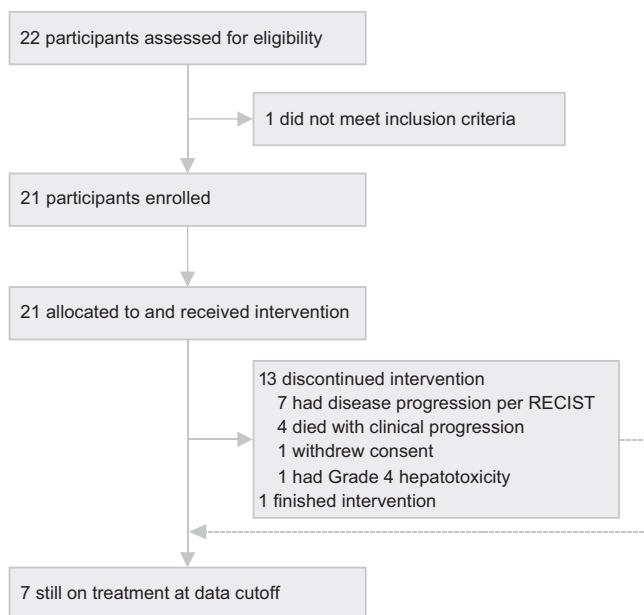 22 participants assessed for eligibility
1 did not meet inclusion criteria
21 participants enrolled
21 allocated to and received intervention
13 discontinued intervention
7 had disease progression per RECIST
4 died with clinical progression
1 withdrew consent
1 had Grade 4 hepatotoxicity
1 finished intervention
7 still on treatment at data cutoff